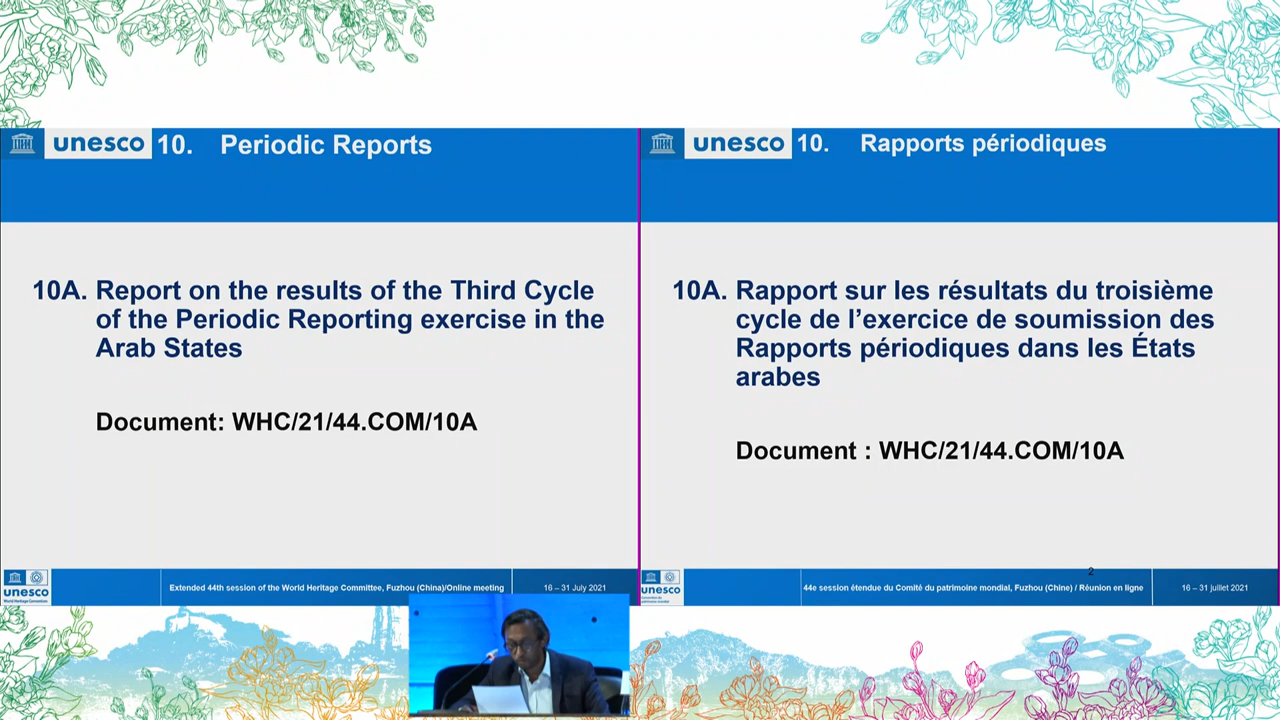 unesco 10. Periodic Reports
10A. Report on the results of the Third Cycle
of the Periodic Reporting exercise in the
Arab States
Document: WHC/21/44.COM/10A
unesco
Extended 44th session of the World Heritage Committee, Fuzhou (China)/Online meeting
16 – 31 July 2021
unesco 10. Rapports périodiques
10A. Rapport sur les résultats du troisième
cycle de l’exercice de soumission des
Rapports périodiques dans les États
arabes
Document : WHC/21/44.COM/10A
2
unesco
44e session étendue du Comité du patrimoine mondial, Fuzhou (Chine) / Réunion en ligne
16 – 31 juillet 2021